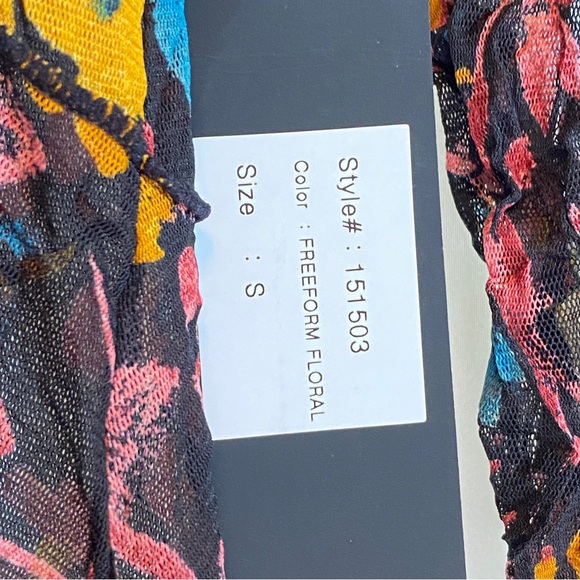 Style# : 151503
Color : FREEFORM FLORAL
Size : S